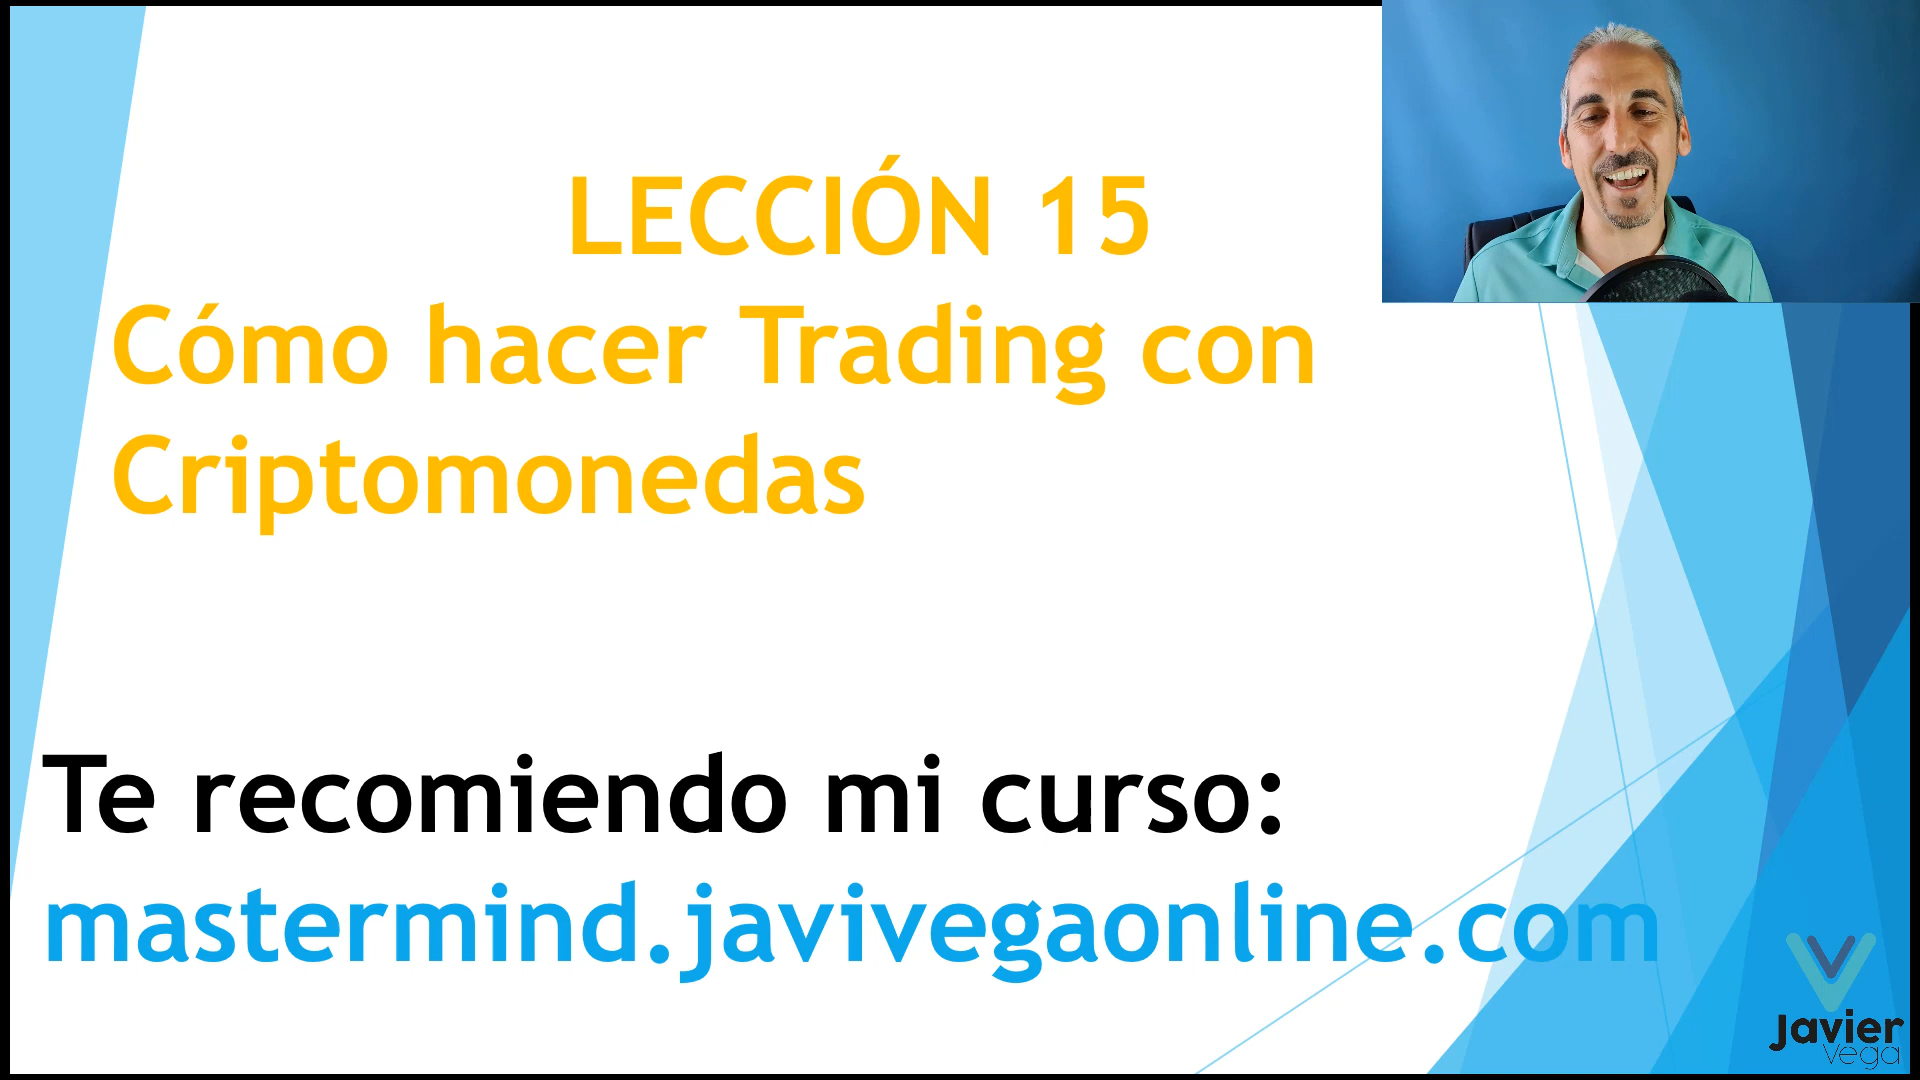 LECCIÓN 15
Cómo hacer Trading con
Criptomonedas
Te recomiendo mi curso:
mastermind.javivegaonline.com
Javier
Vega